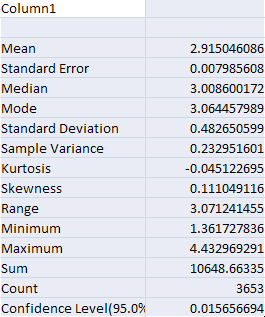 Column1
Mean 2.915046086
Standard Error 0.007985608
Median 3.008600172
Mode 3.064457989
Standard Deviation 0.482650599
Sample Variance 0.232951601
Kurtosis -0.045122695
Skewness 0.111049116
Range 3.071241455
Minimum 1.361727836
Maximum 4.432969291
Sum 10648.66335
Count 3653
Confidence Level(95.0% 0.015656694